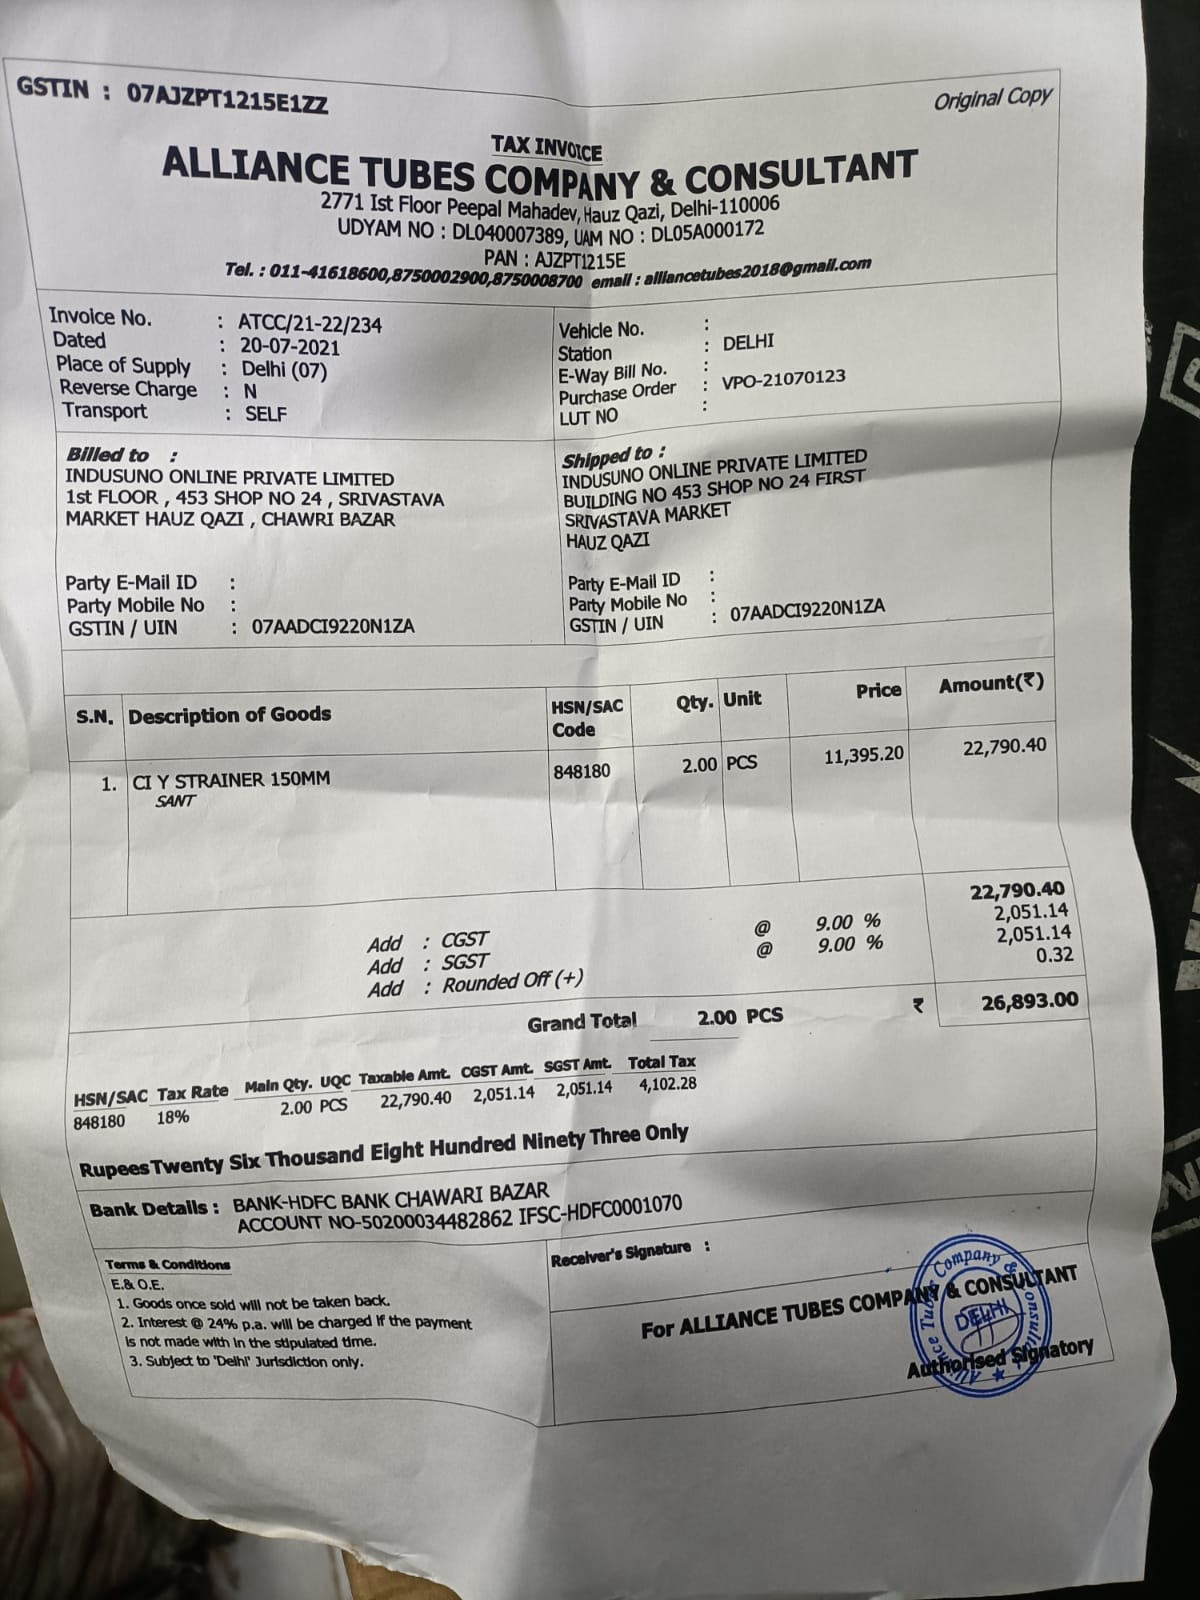 GSTIN : 07AJZPT1215E1ZZ
Original Copy
TAX INVOICE
ALLIANCE TUBES COMPANY & CONSULTANT
2771 Ist Floor Peepal Mahadev, Hauz Qazi, Delhi-110006
UDYAM NO : DL040007389, UAM NO : DL05A000172
PAN : AJZPT1215E
Tel. : 011-41618600,8750002900,8750008700 email : alliancetubes2018@gmail.com
Invoice No. : ATCC/21-22/234
Dated : 20-07-2021
Place of Supply : Delhi (07)
Reverse Charge : N
Transport : SELF
Vehicle No. :
Station : DELHI
E-Way Bill No. :
Purchase Order : VPO-21070123
LUT NO :
Billed to :
INDUSUNO ONLINE PRIVATE LIMITED
1st FLOOR , 453 SHOP NO 24 , SRIVASTAVA
MARKET HAUZ QAZI , CHAWRI BAZAR
Party E-Mail ID :
Party Mobile No :
GSTIN / UIN : 07AADCI9220N1ZA
Shipped to :
INDUSUNO ONLINE PRIVATE LIMITED
BUILDING NO 453 SHOP NO 24 FIRST
SRIVASTAVA MARKET
HAUZ QAZI
Party E-Mail ID :
Party Mobile No :
GSTIN / UIN : 07AADCI9220N1ZA
S.N. Description of Goods HSN/SAC Code Qty. Unit Price Amount(₹)
1. CI Y STRAINER 150MM 848180 2.00 PCS 11,395.20 22,790.40
SANT
22,790.40
Add : CGST @ 9.00 % 2,051.14
Add : SGST @ 9.00 % 2,051.14
Add : Rounded Off (+) 0.32
Grand Total 2.00 PCS ₹ 26,893.00
HSN/SAC Tax Rate Main Qty. UQC Taxable Amt. CGST Amt. SGST Amt. Total Tax
848180 18% 2.00 PCS 22,790.40 2,051.14 2,051.14 4,102.28
Rupees Twenty Six Thousand Eight Hundred Ninety Three Only
Bank Details : BANK-HDFC BANK CHAWARI BAZAR
ACCOUNT NO-50200034482862 IFSC-HDFC0001070
Terms & Conditions
E.& O.E.
1. Goods once sold will not be taken back.
2. Interest @ 24% p.a. will be charged if the payment
is not made with in the stipulated time.
3. Subject to 'Delhi' Jurisdiction only.
Receiver's Signature :
For ALLIANCE TUBES COMPANY & CONSULTANT
Authorised Signatory
DELHI